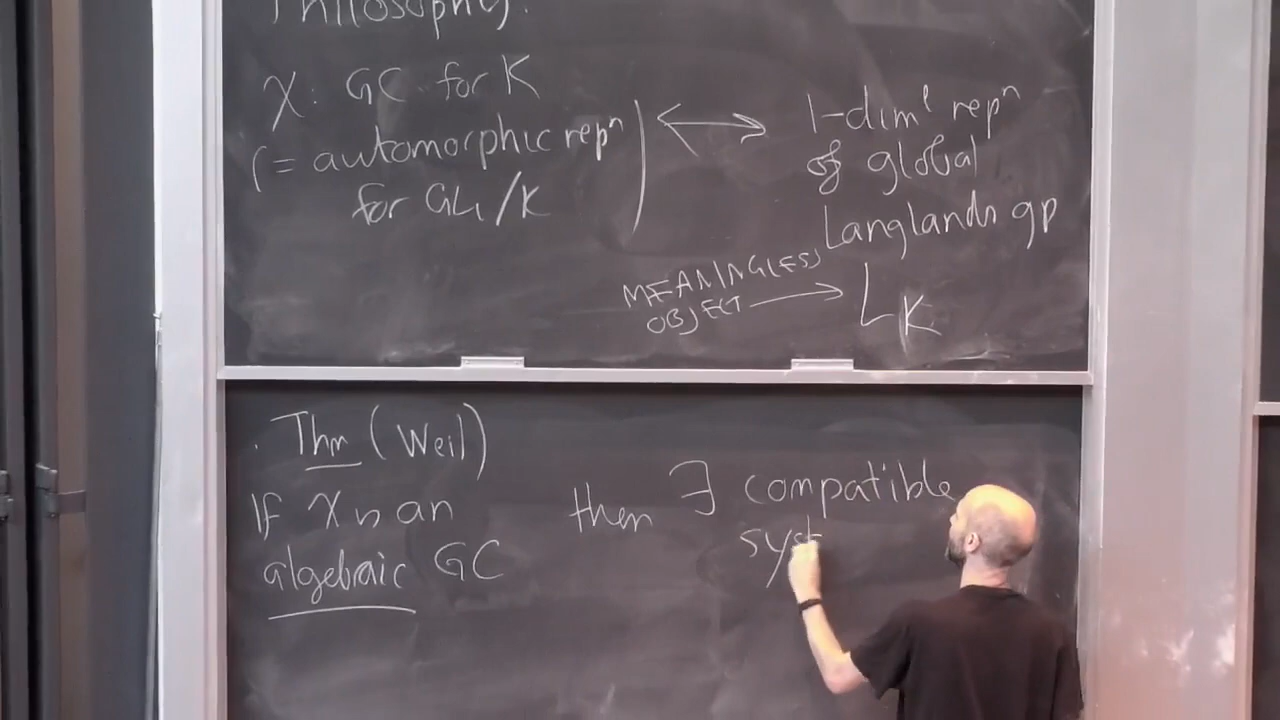 Philosophy:
χ: GC for K
(= automorphic repⁿ
for GL₁/K
)
⟷
1-dimˡ repⁿ
of global
Langlands gp
MEANINGLESS
OBJECT ⟶
L_K
Thm (Weil)
If χ is an
algebraic GC
then ∃ compatible
syst